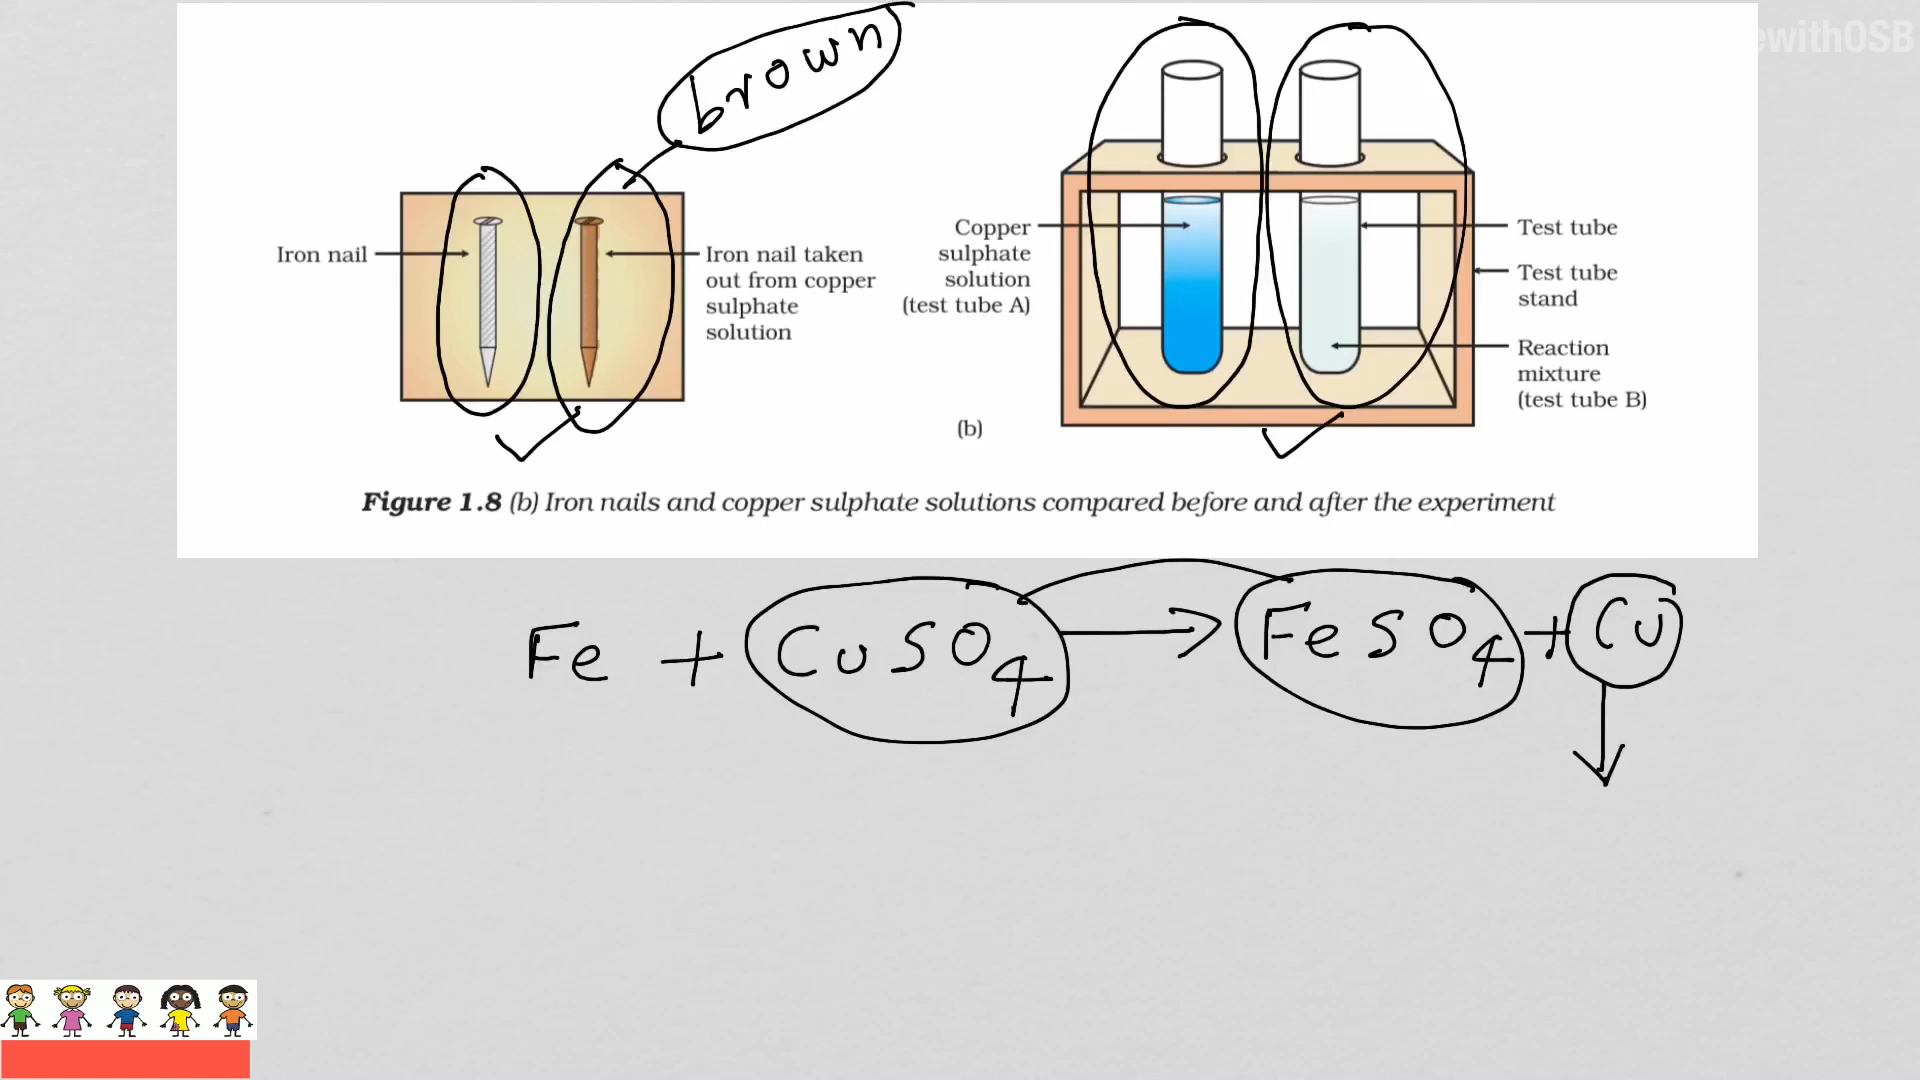 brown
ewithOSB
Iron nail
Iron nail taken
out from copper
sulphate
solution
Copper
sulphate
solution
(test tube A)
Test tube
Test tube
stand
Reaction
mixture
(test tube B)
(b)
Figure 1.8 (b) Iron nails and copper sulphate solutions compared before and after the experiment
Fe + CuSO4 → FeSO4 + Cu